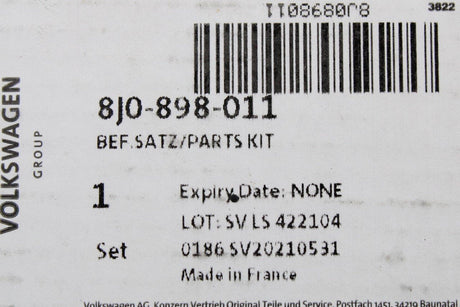 1108680r8
3822
8J0-898-011
BEF.SATZ/PARTS KIT
VOLKSWAGEN
GROUP
1
Expiry Date: NONE
LOT: SV LS 422104
Set
0186 SV20210531
Made in France
Volkswagen AG, Konzern Vertrieb Original Teile und Service, Postfach 1451, 34219 Baunatal